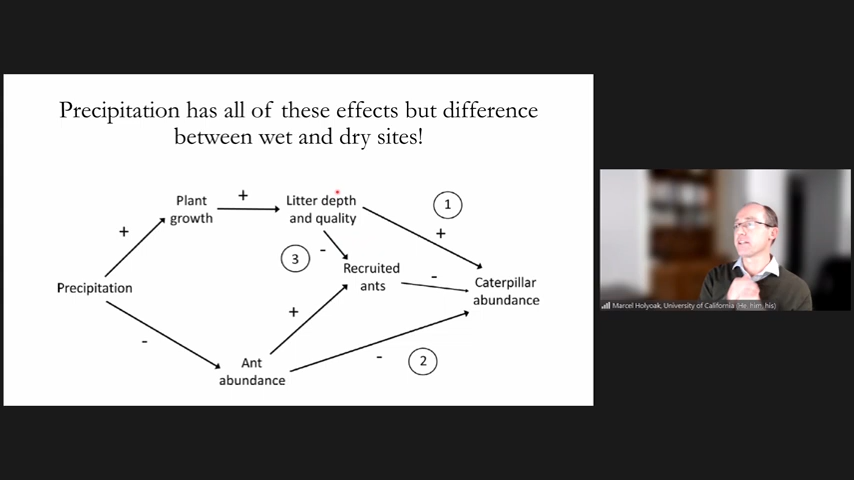 Precipitation has all of these effects but difference
between wet and dry sites!
Plant
growth
+
Litter depth
and quality
1
+
+
3
-
Recruited
ants
-
Precipitation
Caterpillar
abundance
+
-
Ant
abundance
-
2
Marcel Holyoak, University of California (He, him, his)